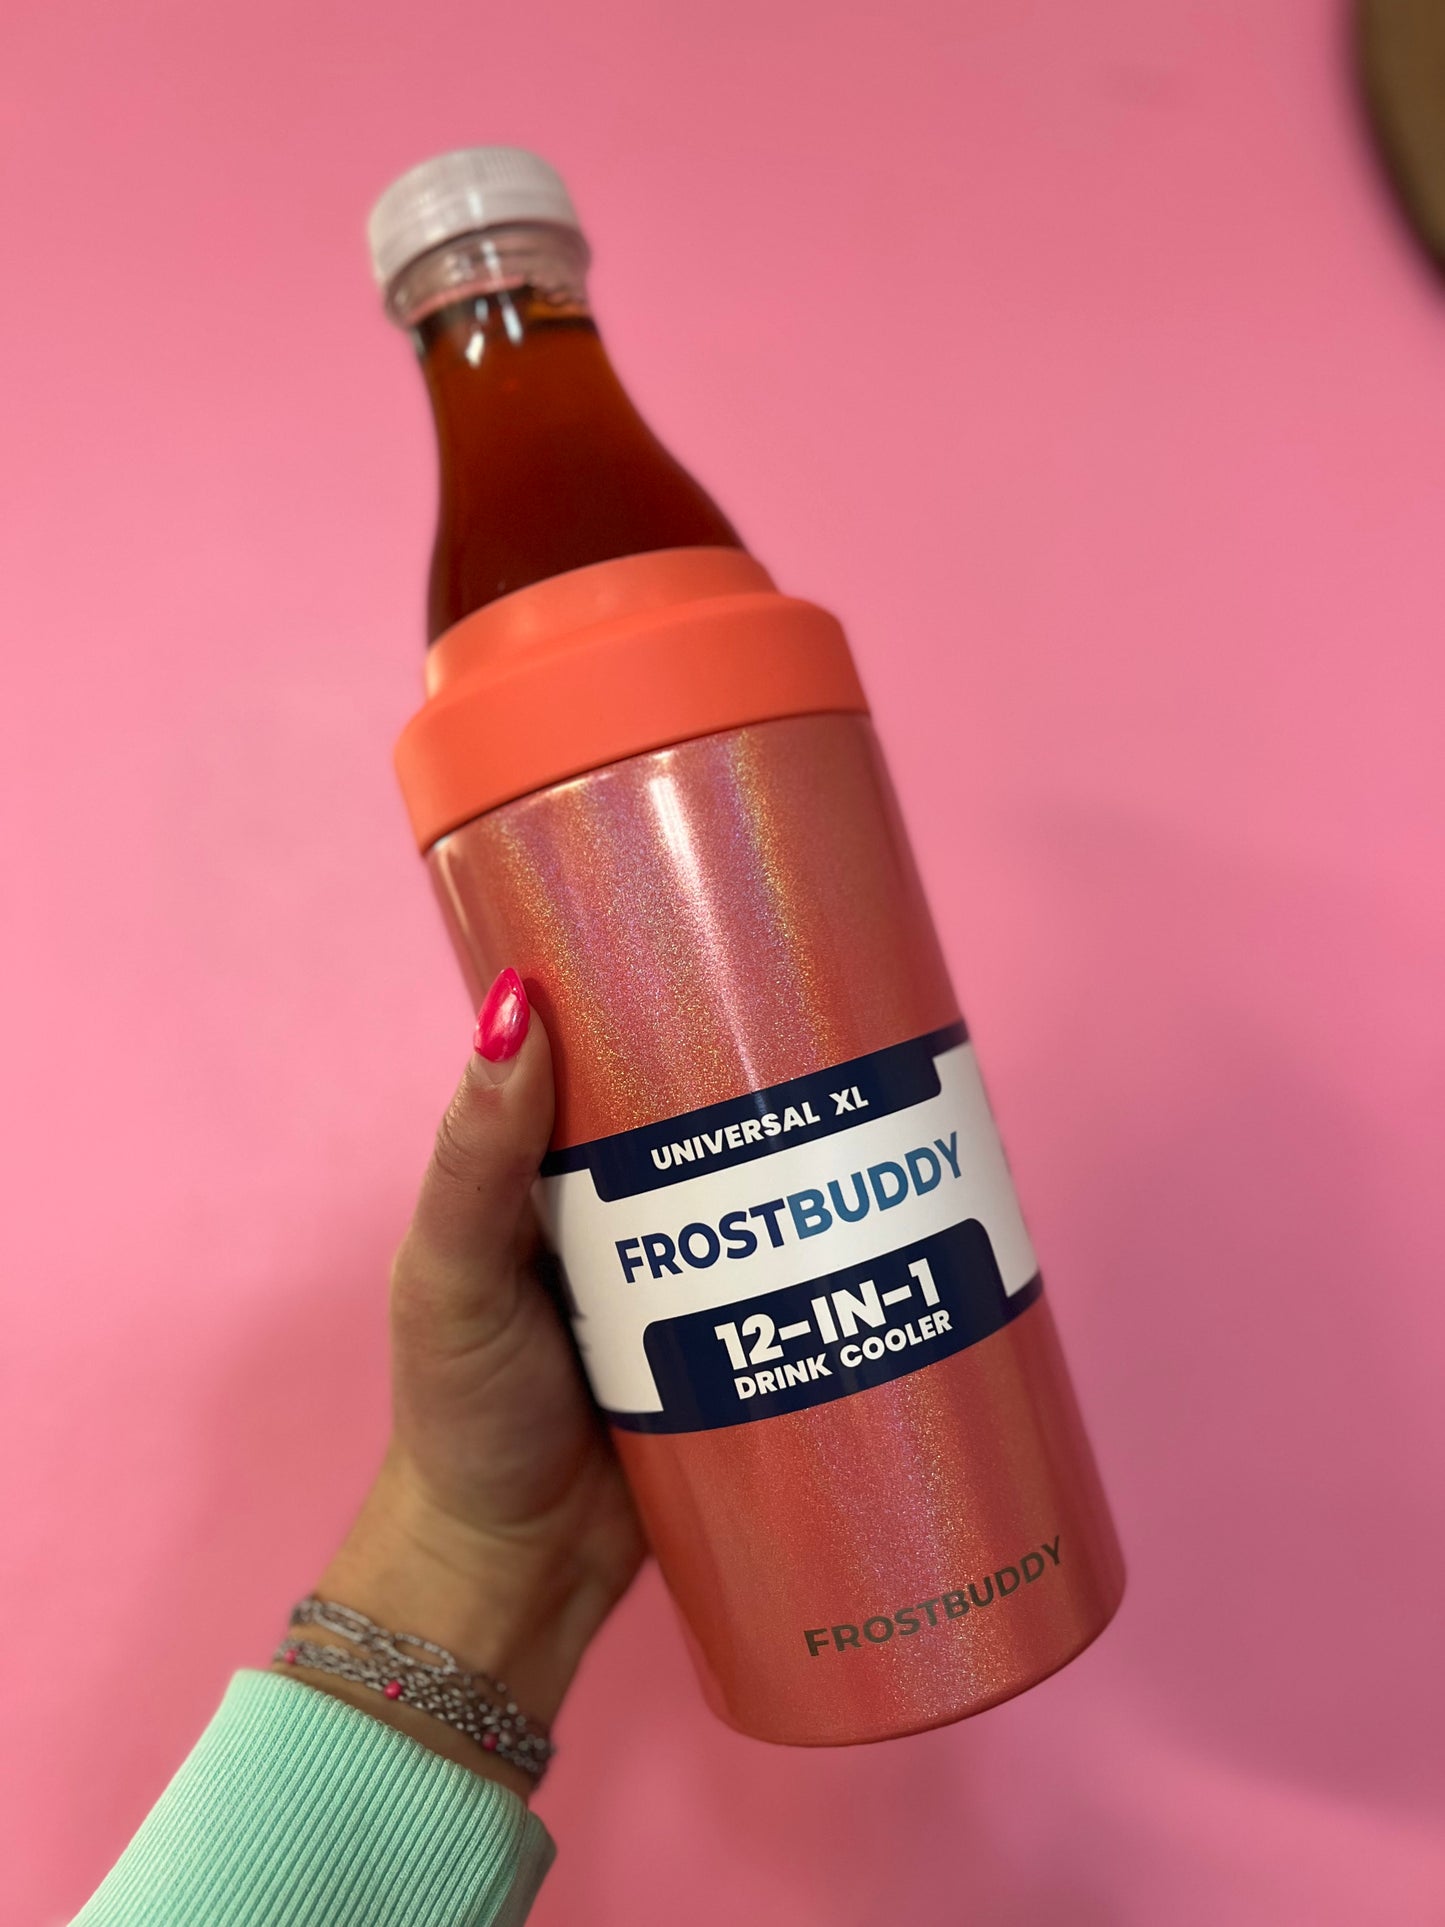 UNIVERSAL XL
FROSTBUDDY
12-IN-1
DRINK COOLER
FROSTBUDDY